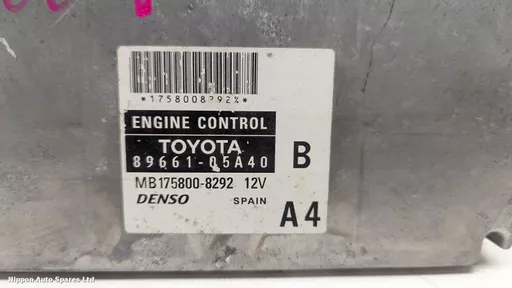 *1758008292%*
ENGINE CONTROL
TOYOTA
89661-05A40 B
MB175800-8292 12V
DENSO SPAIN A4
Nippon Auto Spares Ltd